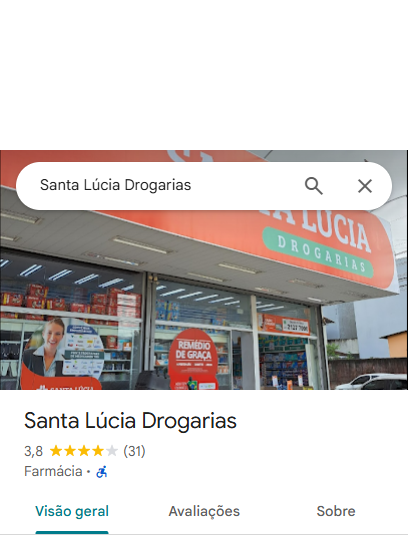 Santa Lúcia Drogarias
TA LÚCIA
DROGARIAS
REMÉDIO
DE GRAÇA
SANTA LÚCIA
Santa Lúcia Drogarias
3,8 (31)
Farmácia •
Visão geral Avaliações Sobre